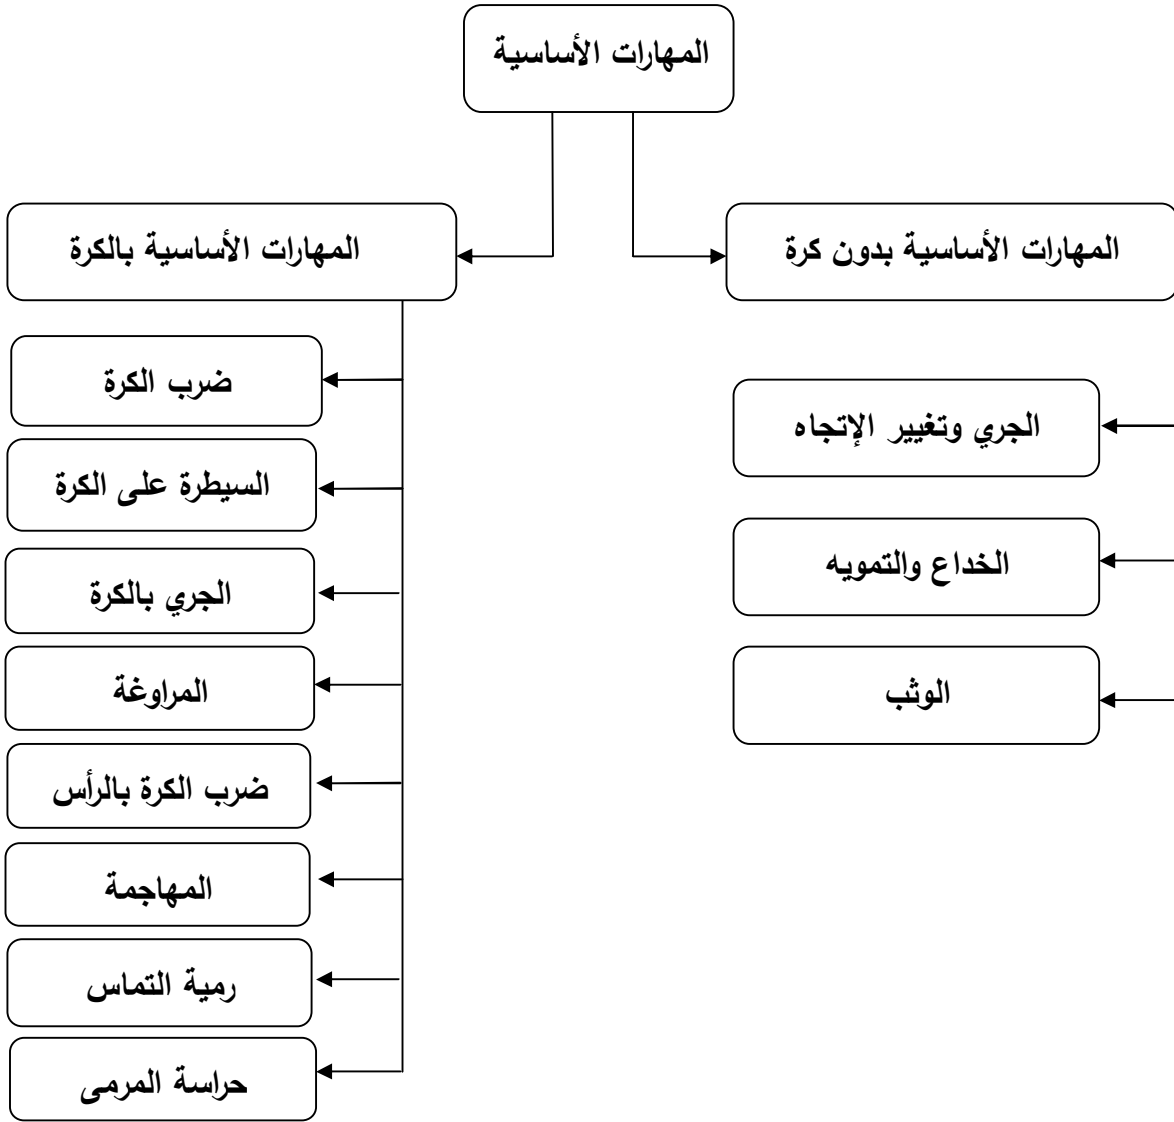 المهارات الأساسية
المهارات الأساسية بدون كرة
المهارات الأساسية بالكرة
الجري وتغيير الإتجاه
الخداع والتمويه
الوثب
ضرب الكرة
السيطرة على الكرة
الجري بالكرة
المراوغة
ضرب الكرة بالرأس
المهاجمة
رمية التماس
حراسة المرمى